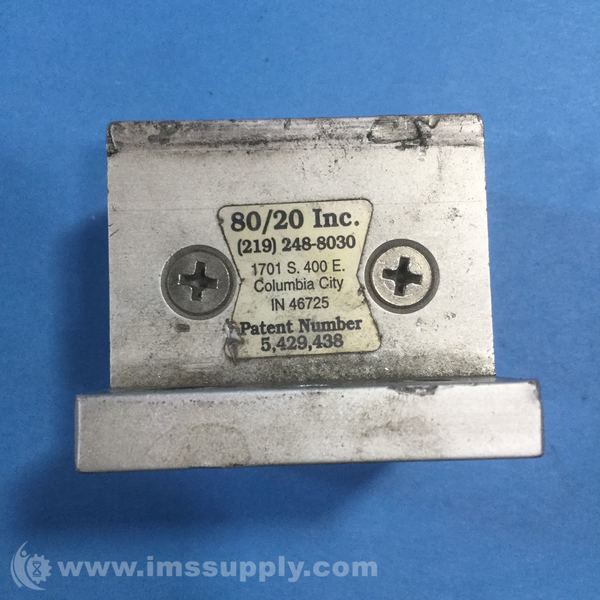 80/20 Inc.
(219) 248-8030
1701 S. 400 E.
Columbia City
IN 46725
Patent Number
5,429,438
www.imssupply.com